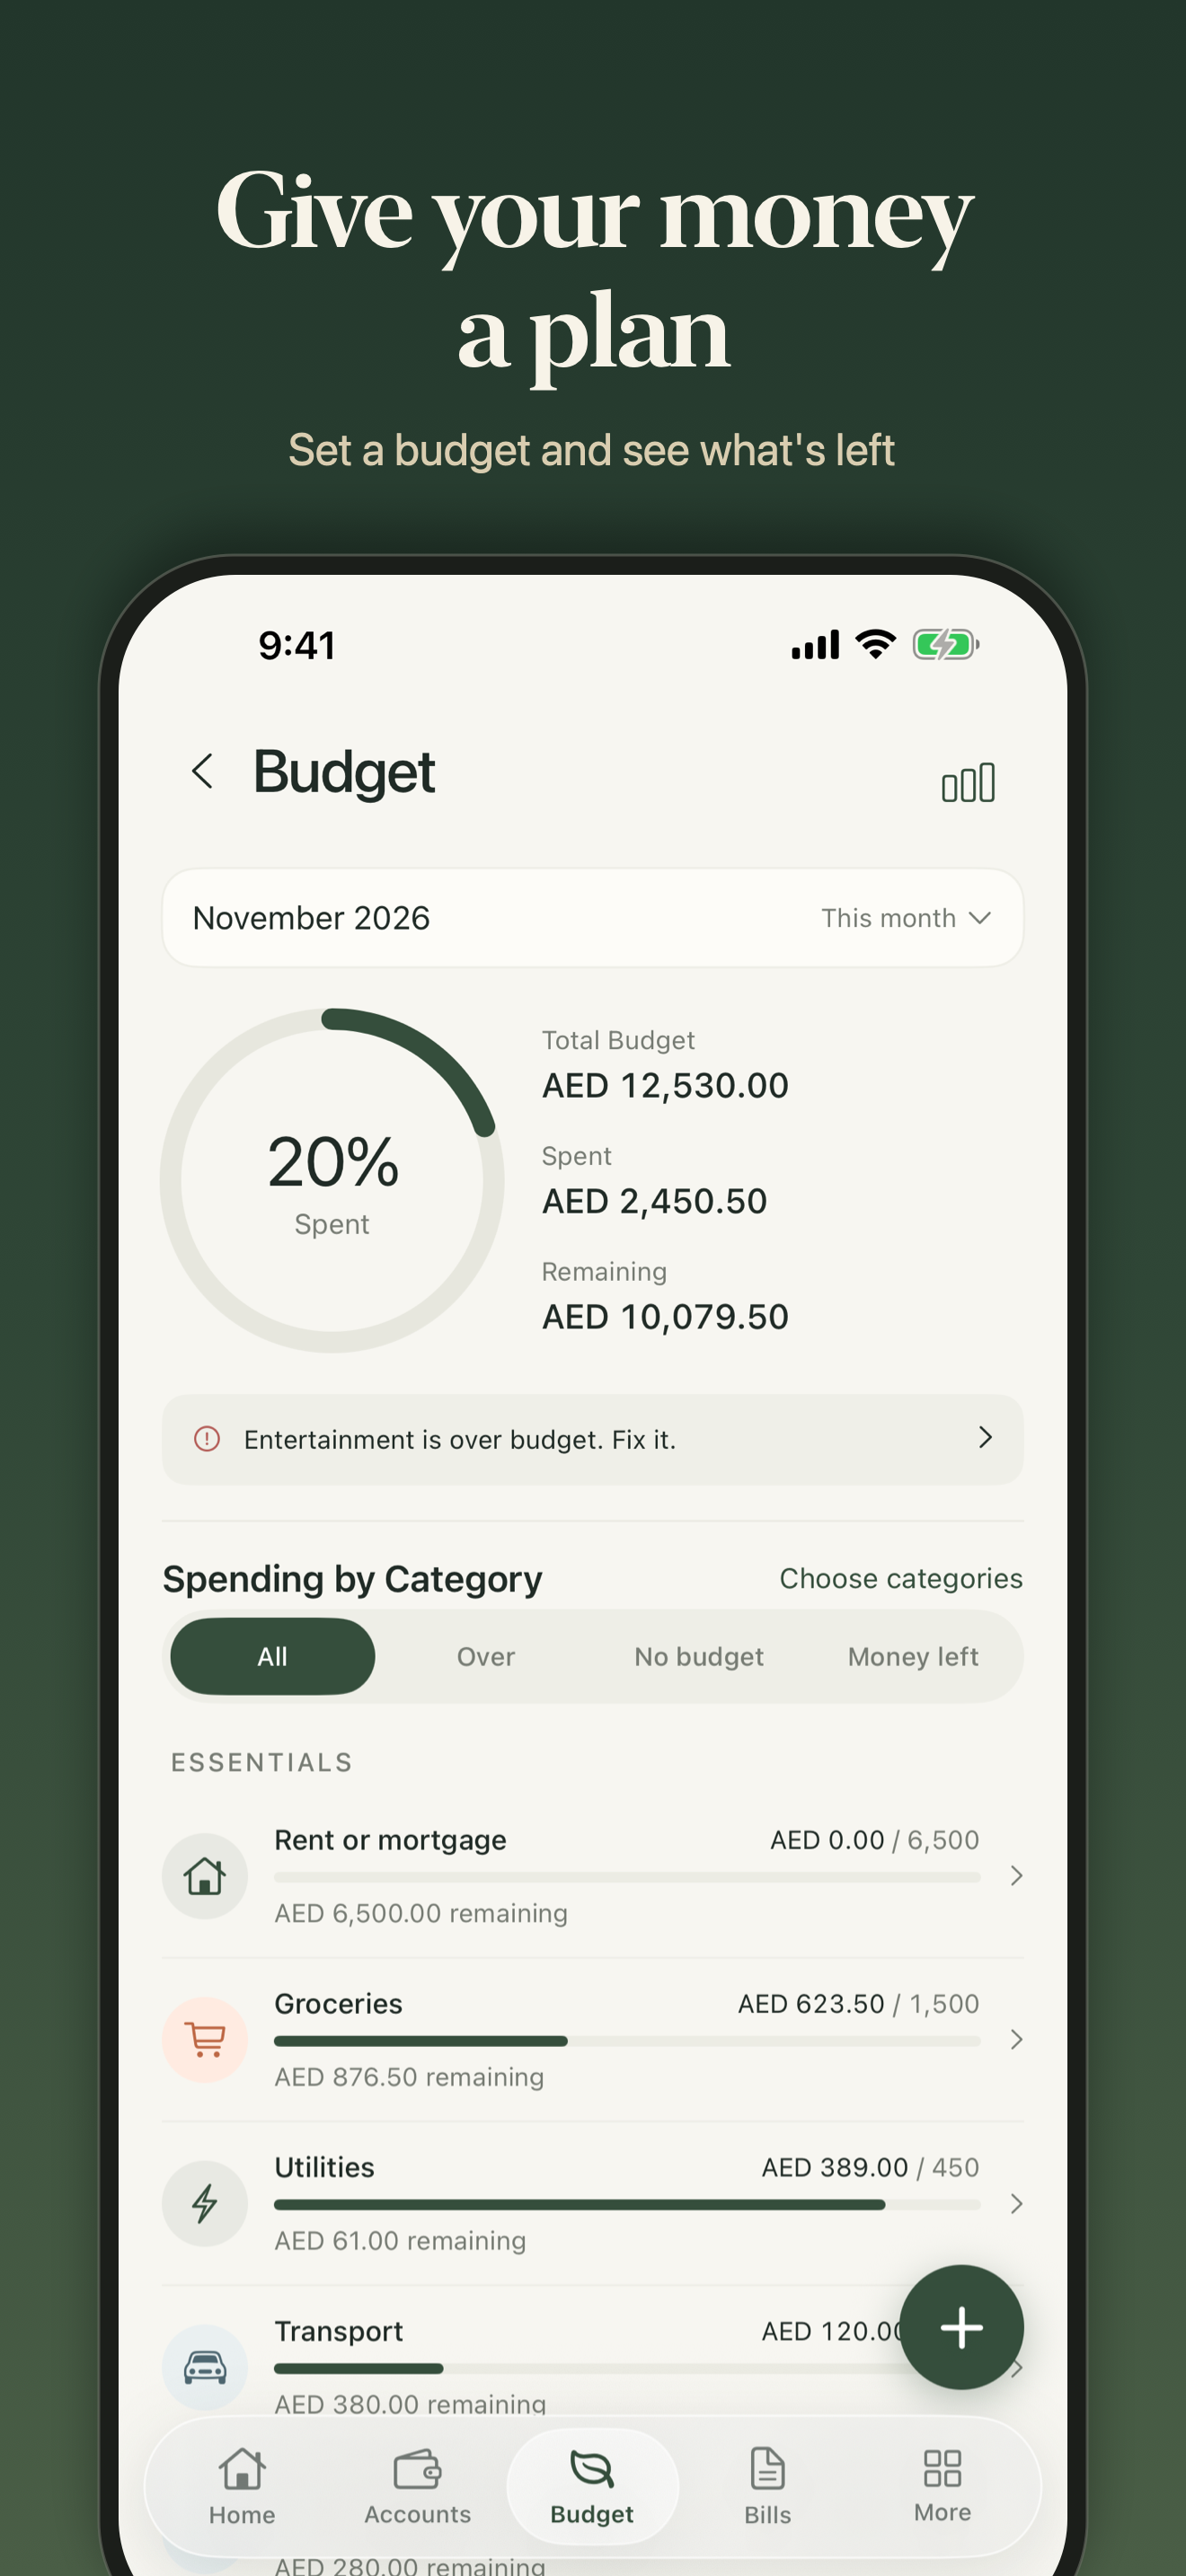 Give your money
a plan
Set a budget and see what's left
9:41
Budget
November 2026
This month
20%
Spent
Total Budget
AED 12,530.00
Spent
AED 2,450.50
Remaining
AED 10,079.50
Entertainment is over budget. Fix it.
Spending by Category
Choose categories
All
Over
No budget
Money left
ESSENTIALS
Rent or mortgage
AED 0.00 / 6,500
AED 6,500.00 remaining
Groceries
AED 623.50 / 1,500
AED 876.50 remaining
Utilities
AED 389.00 / 450
AED 61.00 remaining
Transport
AED 120.00
AED 380.00 remaining
Home
Accounts
Budget
Bills
More
AED 280.00 remaining